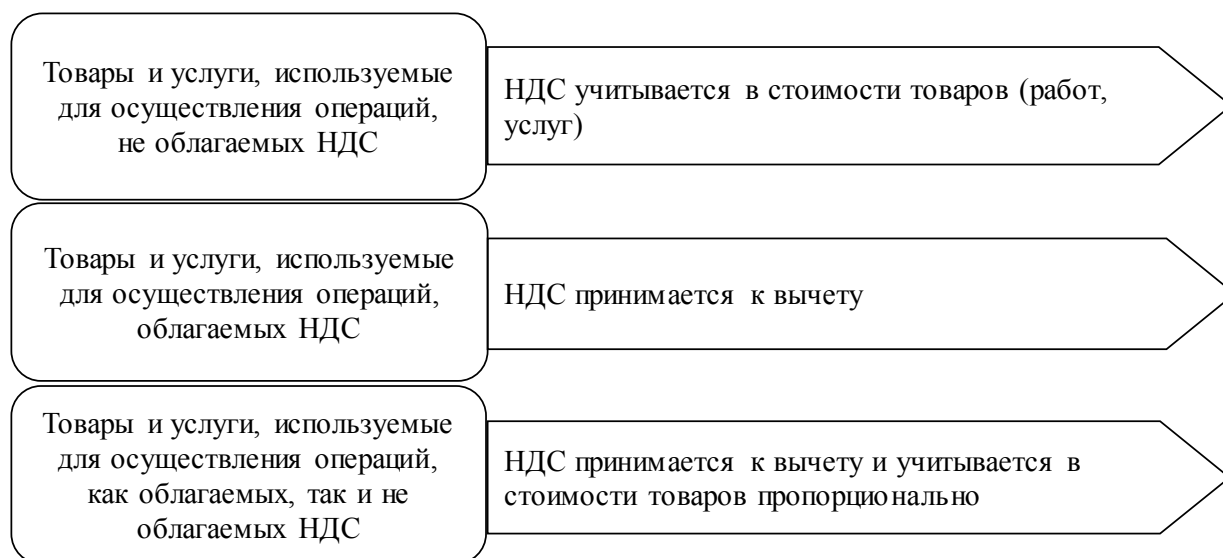 Товары и услуги, используемые
для осуществления операций,
не облагаемых НДС
НДС учитывается в стоимости товаров (работ,
услуг)
Товары и услуги, используемые
для осуществления операций,
облагаемых НДС
НДС принимается к вычету
Товары и услуги, используемые
для осуществления операций,
как облагаемых, так и не
облагаемых НДС
НДС принимается к вычету и учитывается в
стоимости товаров пропорционально